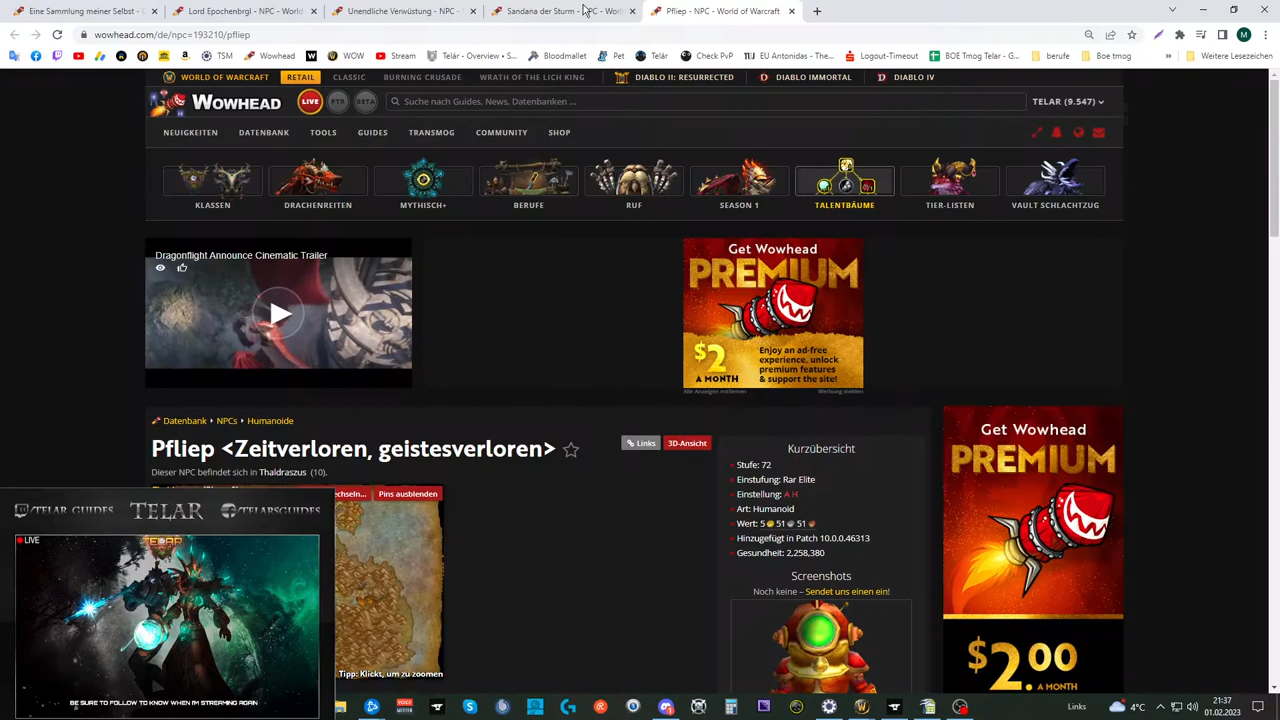 Eine Sammlung meiner Selbst -
Lord Epochenbrgl - NPC - World
Unendliche Verwüstung - NPC -
Sandana der Sturm - NPC - Worl
Pfliep - NPC - World of Warcraft
wowhead.com/de/npc=193210/pfliep
TSM
Wowhead
WOW
Stream
Telár - Overview -...
Bloodmallet
Pet
Telár
Check PvP
EU Antonidas - The...
Logout-Timeout
BOE Tmog Telar - G...
berufe
Boe tmog
Weitere Lesezeichen
WORLD OF WARCRAFT
RETAIL
CLASSIC
BURNING CRUSADE
WRATH OF THE LICH KING
DIABLO II: RESURRECTED
DIABLO IMMORTAL
DIABLO IV
WOWHEAD
LIVE
PTR
BETA
Suche nach Guides, News, Datenbanken ...
TELAR (9.547)
NEUIGKEITEN
DATENBANK
TOOLS
GUIDES
TRANSMOG
COMMUNITY
SHOP
KLASSEN
DRACHENREITEN
MYTHISCH+
BERUFE
RUF
SEASON 1
TALENTBÄUME
TIER-LISTEN
VAULT SCHLACHTZUG
Dragonflight Announce Cinematic Trailer
Get Wowhead
PREMIUM
$2
A MONTH
Enjoy an ad-free
experience, unlock
premium features
& support the site!
Alle Anzeigen entfernen
Werbung melden
Datenbank
NPCs
Humanoide
Pfliep <Zeitverloren, geistesverloren>
Links
3D-Ansicht
Dieser NPC befindet sich in Thaldraszus (10).
Pins ausblenden
Tipp: Klickt, um zu zoomen
Kurzübersicht
Stufe: 72
Einstufung: Rar Elite
Einstellung: A H
Art: Humanoid
Wert: 5 51 51
Hinzugefügt in Patch 10.0.0.46313
Gesundheit: 2,258,380
Screenshots
Noch keine – Sendet uns einen ein!
Get Wowhead
PREMIUM
$2.00
A MONTH
TELAR GUIDES
TELAR
TELARSGUIDES
LIVE
TELAR
BE SURE TO FOLLOW TO KNOW WHEN I'M STREAMING AGAIN
Links
4°C
21:37
01.02.2023